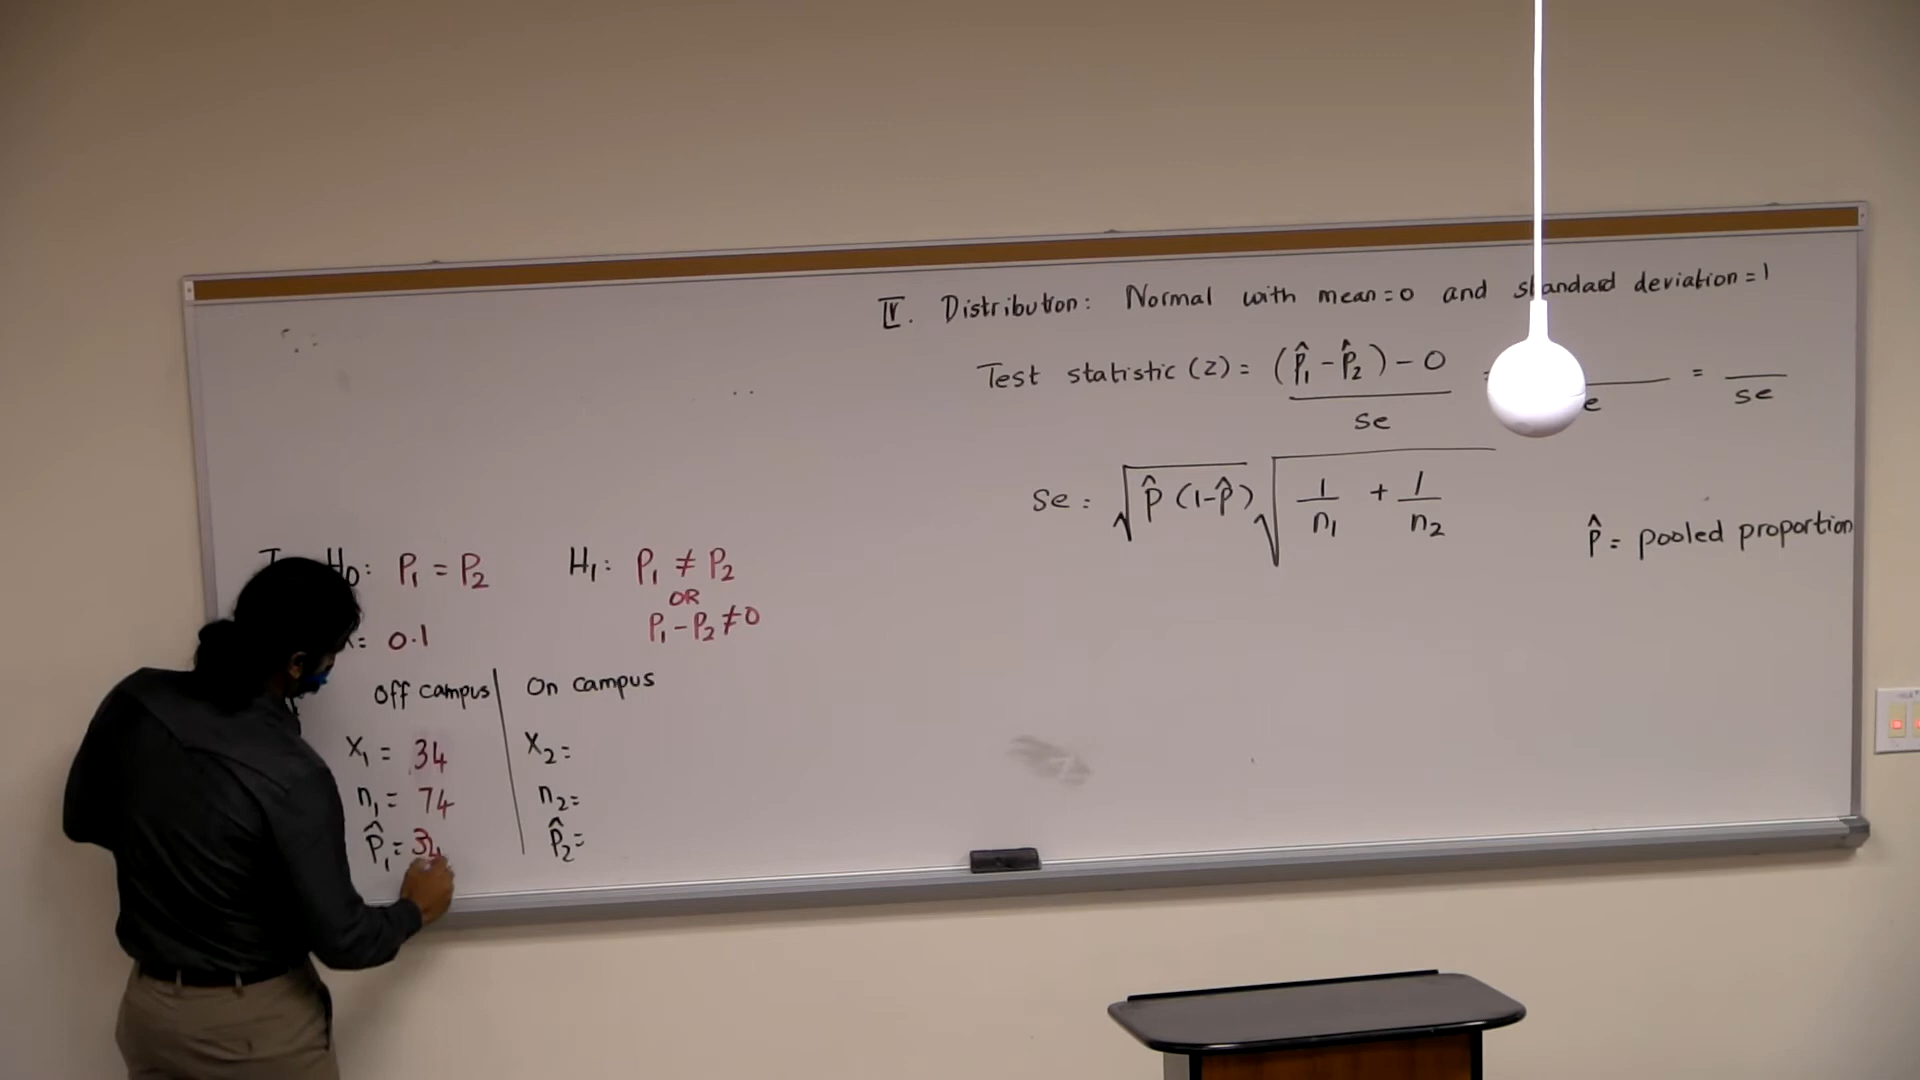 IV. Distribution: Normal with mean=0 and standard deviation=1
Test statistic (z) = (p̂₁-p̂₂)-0 / se = / e = / se
se = √p̂(1-p̂) √1/n₁ + 1/n₂
p̂ = pooled proportion
H₀: P₁ = P₂ H₁: P₁ ≠ P₂
OR
P₁-P₂≠0
= 0.1
Off campus On campus
x₁ = 34 x₂=
n₁ = 74 n₂=
p̂₁= 34 p̂₂=